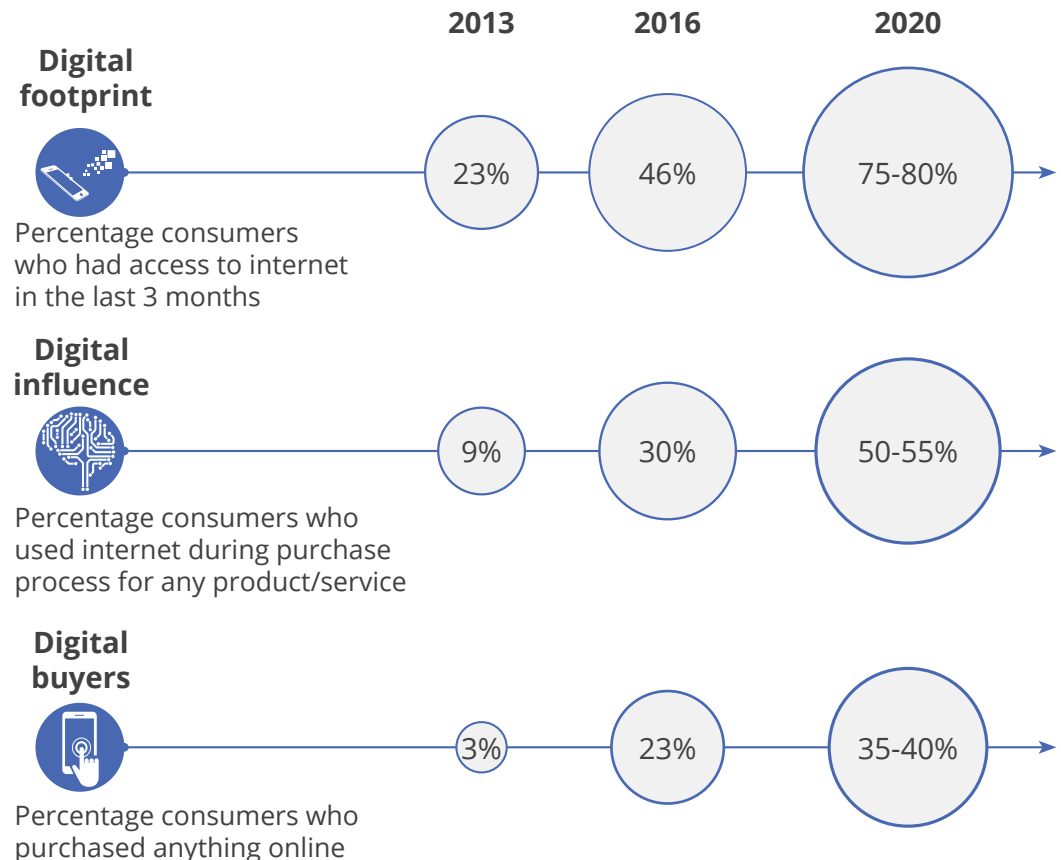 2013 2016 2020
Digital
footprint
23% 46% 75-80%
Percentage consumers
who had access to internet
in the last 3 months
Digital
influence
9% 30% 50-55%
Percentage consumers who
used internet during purchase
process for any product/service
Digital
buyers
3% 23% 35-40%
Percentage consumers who
purchased anything online